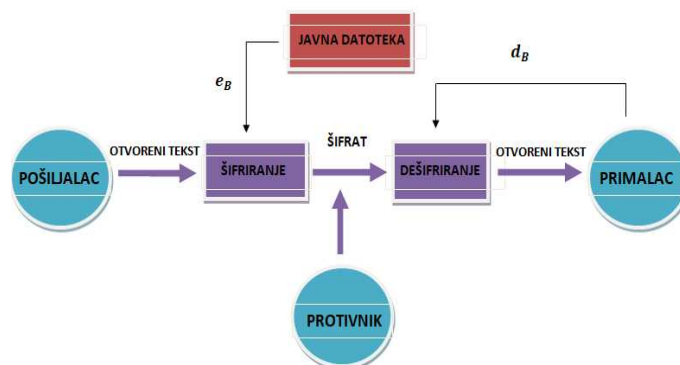 JAVNA DATOTEKA
e_B
d_B
OTVORENI TEKST
ŠIFRAT
OTVORENI TEKST
POŠILJALAC
ŠIFRIRANJE
DEŠIFRIRANJE
PRIMALAC
PROTIVNIK